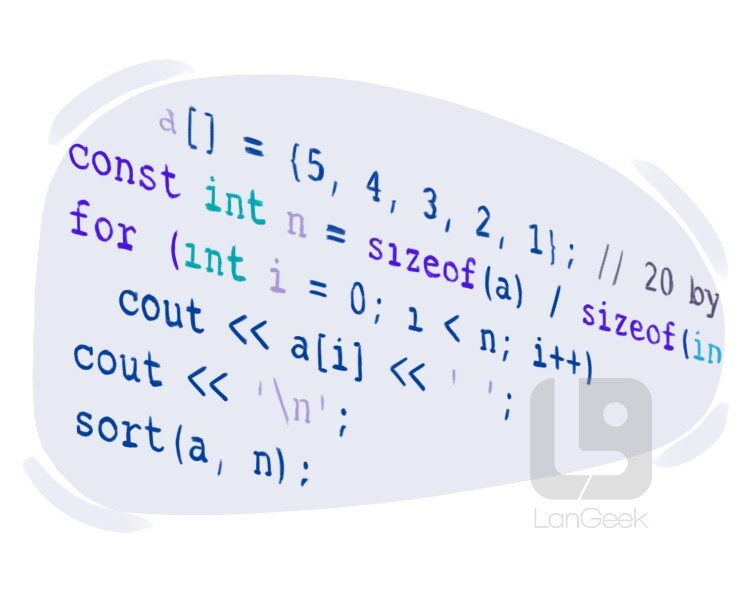 a[] = {5, 4, 3, 2, 1}; // 20 by
const int n = sizeof(a) / sizeof(in
for (int i = 0; i < n; i++)
cout << a[i] << ' ';
cout << '\n';
sort(a, n);
LanGeek